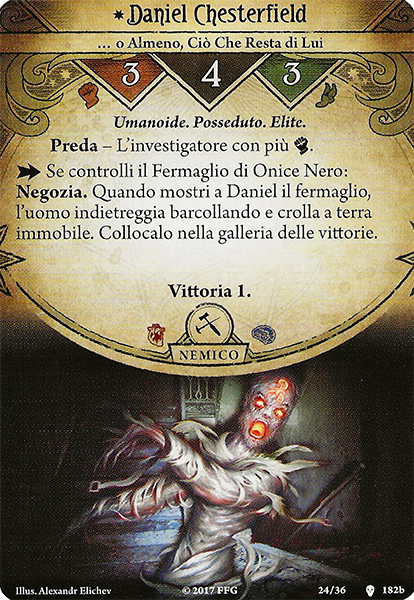 Daniel Chesterfield
... o Almeno, Ciò Che Resta di Lui
3 4 3
Umanoide. Posseduto. Elite.
Preda – L'investigatore con più .
Se controlli il Fermaglio di Onice Nero:
Negozia. Quando mostri a Daniel il fermaglio,
l'uomo indietreggia barcollando e crolla a terra
immobile. Collocalo nella galleria delle vittorie.
Vittoria 1.
NEMICO
Illus. Alexandr Elichev © 2017 FFG 24/36 182b